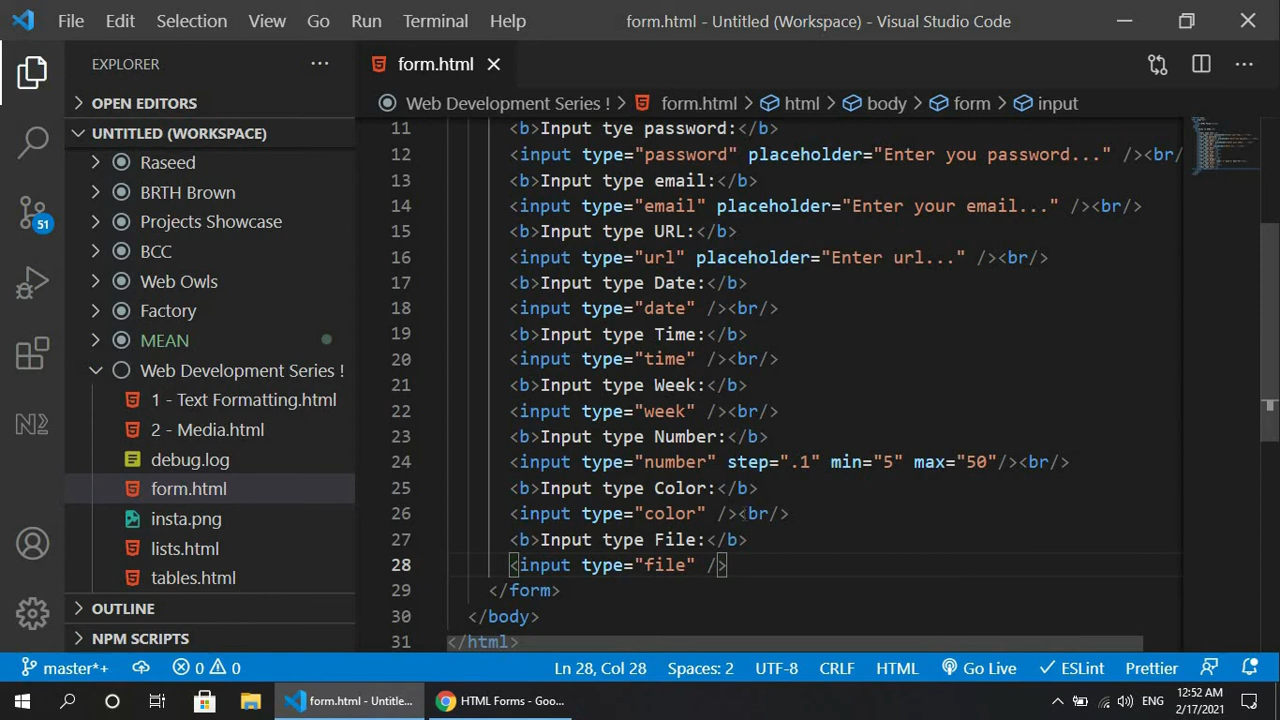 File Edit Selection View Go Run Terminal Help form.html - Untitled (Workspace) - Visual Studio Code
EXPLORER
form.html
OPEN EDITORS
Web Development Series ! form.html html body form input
UNTITLED (WORKSPACE)
Raseed
BRTH Brown
Projects Showcase
BCC
Web Owls
Factory
MEAN
Web Development Series !
1 - Text Formatting.html
2 - Media.html
debug.log
form.html
insta.png
lists.html
tables.html
OUTLINE
NPM SCRIPTS
51
11 <b>Input tye password:</b>
12 <input type="password" placeholder="Enter you password..." /><br/
13 <b>Input type email:</b>
14 <input type="email" placeholder="Enter your email..." /><br/>
15 <b>Input type URL:</b>
16 <input type="url" placeholder="Enter url..." /><br/>
17 <b>Input type Date:</b>
18 <input type="date" /><br/>
19 <b>Input type Time:</b>
20 <input type="time" /><br/>
21 <b>Input type Week:</b>
22 <input type="week" /><br/>
23 <b>Input type Number:</b>
24 <input type="number" step=".1" min="5" max="50"/><br/>
25 <b>Input type Color:</b>
26 <input type="color" /><br/>
27 <b>Input type File:</b>
28 <input type="file" />
29 </form>
30 </body>
31 </html>
master*+ 0 0 Ln 28, Col 28 Spaces: 2 UTF-8 CRLF HTML Go Live ESLint Prettier
form.html - Untitle... HTML Forms - Goo... ENG 12:52 AM
2/17/2021